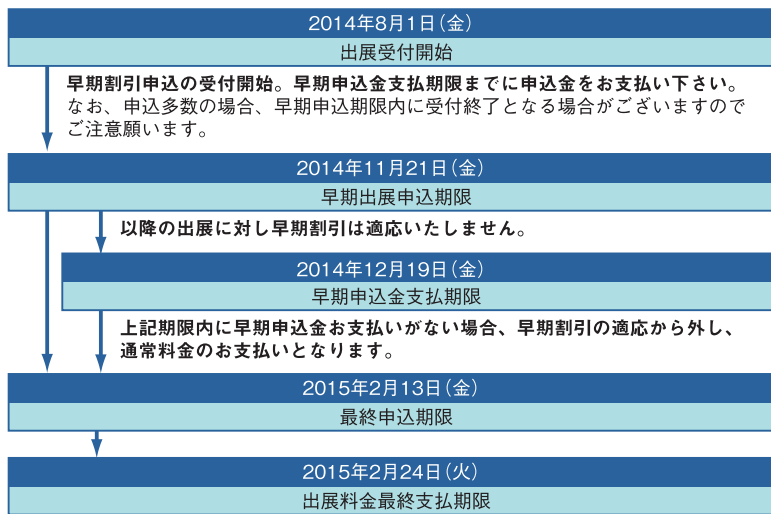 2014年8月1日（金）
出展受付開始
早期割引申込の受付開始。早期申込金支払期限までに申込金をお支払い下さい。
なお、申込多数の場合、早期申込期限内に受付終了となる場合がございますので
ご注意願います。
2014年11月21日（金）
早期出展申込期限
以降の出展に対し早期割引は適応いたしません。
2014年12月19日（金）
早期申込金支払期限
上記期限内に早期申込金お支払いがない場合、早期割引の適応から外し、
通常料金のお支払いとなります。
2015年2月13日（金）
最終申込期限
2015年2月24日（火）
出展料金最終支払期限